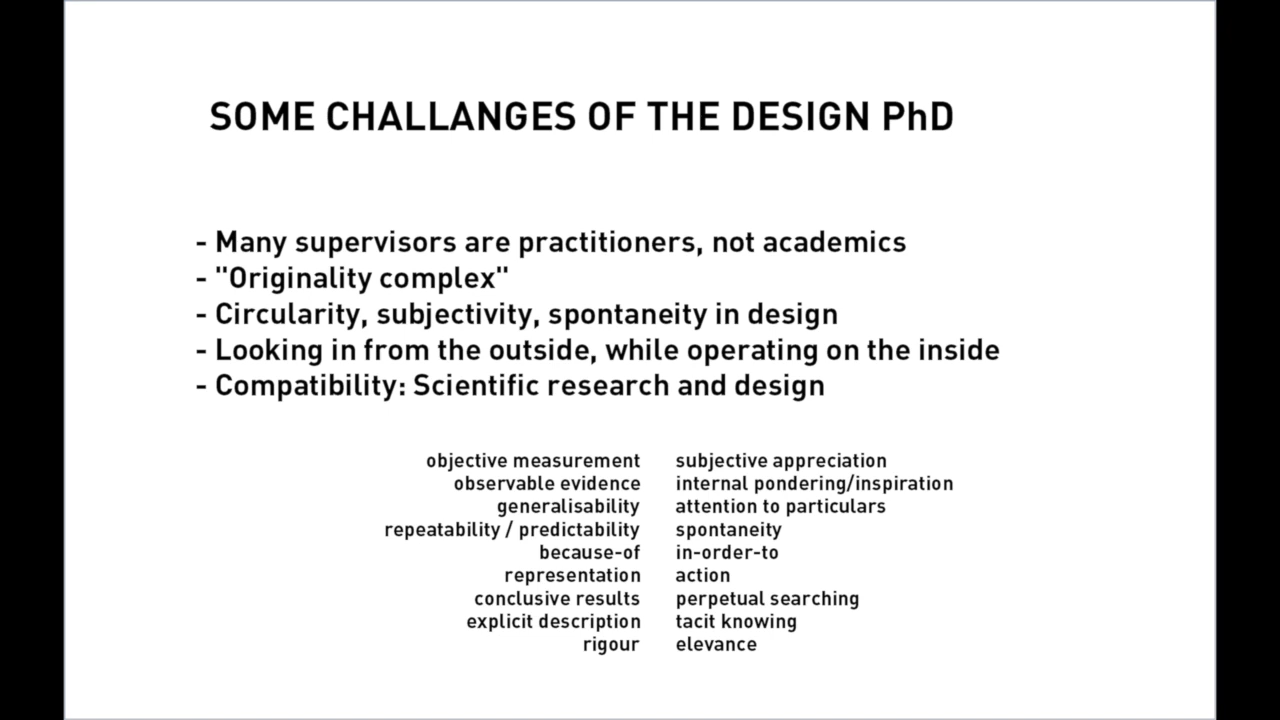 SOME CHALLANGES OF THE DESIGN PhD
- Many supervisors are practitioners, not academics
- "Originality complex"
- Circularity, subjectivity, spontaneity in design
- Looking in from the outside, while operating on the inside
- Compatibility: Scientific research and design
objective measurement subjective appreciation
observable evidence internal pondering/inspiration
generalisability attention to particulars
repeatability / predictability spontaneity
because-of in-order-to
representation action
conclusive results perpetual searching
explicit description tacit knowing
rigour elevance